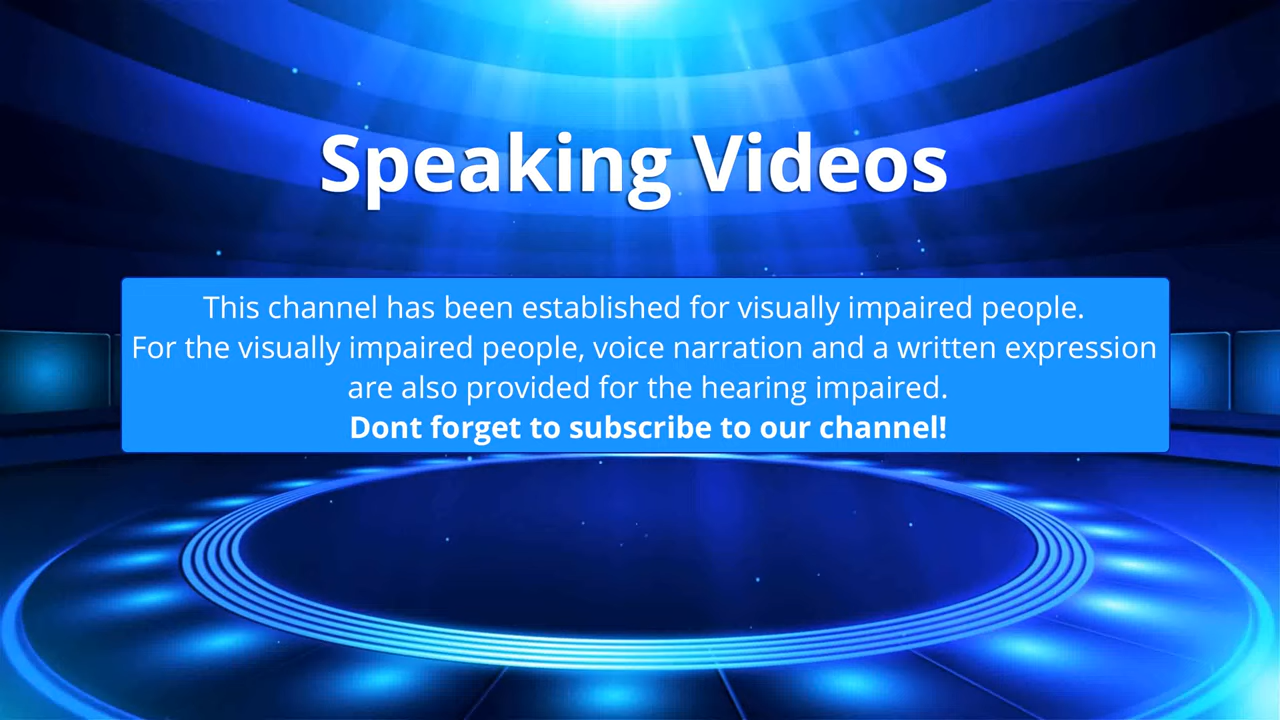 Speaking Videos
This channel has been established for visually impaired people.
For the visually impaired people, voice narration and a written expression
are also provided for the hearing impaired.
Dont forget to subscribe to our channel!